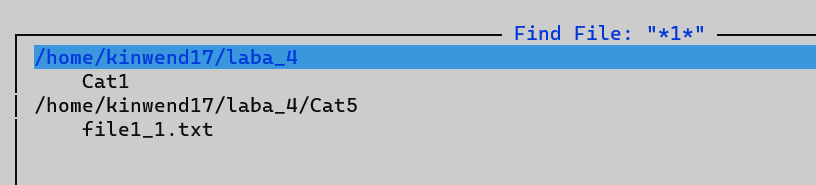 Find File: "*1*"
/home/kinwend17/laba_4
Cat1
/home/kinwend17/laba_4/Cat5
file1_1.txt